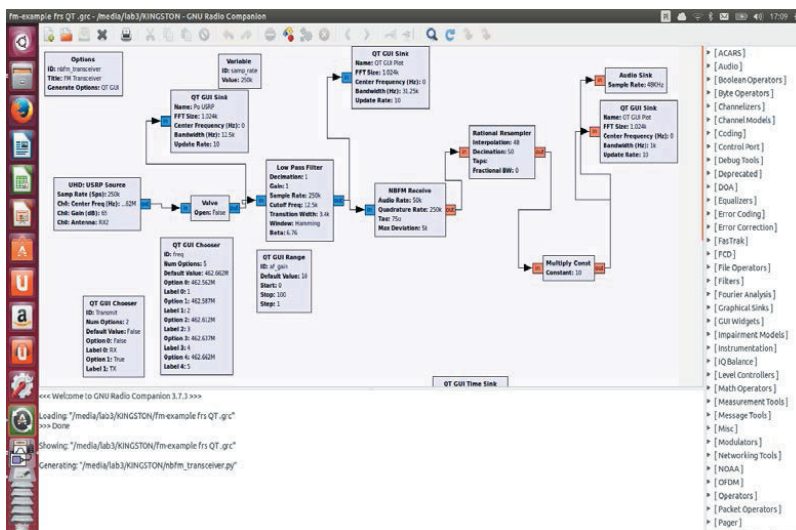 fm-example frs QT .grc - /media/lab3/KINGSTON - GNU Radio Companion
17:09
Options
ID: nbfm_transceiver
Title: FM Transceiver
Generate Options: QT GUI
Variable
ID: samp_rate
Value: 250k
QT GUI Sink
Name: QT GUI Plot
FFT Size: 1.024k
Center Frequency (Hz): 0
Bandwidth (Hz): 31.25k
Update Rate: 10
QT GUI Sink
FFT Size: 1.024k
Center Frequency (Hz): 0
Bandwidth (Hz): 12.5k
Update Rate: 10
Audio Sink
Sample Rate: 48KHz
QT GUI Sink
Name: QT GUI Plot
FFT Size: 1.024k
Center Frequency (Hz): 0
Bandwidth (Hz): 1k
Update Rate: 10
Rational Resampler
Interpolation: 48
Decimation: 50
Taps:
Fractional BW: 0
UHD: USRP Source
Samp Rate (Sps): 250k
Ch0: Center Freq (Hz): ...62M
Ch0: Gain (dB): 65
Ch0: Antenna: RX2
Valve
Open: False
Low Pass Filter
Decimation: 1
Gain: 1
Sample Rate: 250k
Cutoff Freq: 12.5k
Transition Width: 3.4k
Window: Hamming
Beta: 6.76
NBFM Receive
Audio Rate: 50k
Quadrature Rate: 250k
Tau: 75u
Max Deviation: 5k
Multiply Const
Constant: 10
QT GUI Chooser
ID: freq
Num Options: 5
Default Value: 462.662M
Option 0: 462.562M
Label 0: 1
Option 1: 462.587M
Label 1: 2
Option 2: 462.612M
Label 2: 3
Option 3: 462.637M
Label 3: 4
Option 4: 462.662M
Label 4: 5
QT GUI Range
ID: af_gain
Default Value: 10
Start: 0
Stop: 100
Step: 1
QT GUI Chooser
ID: Transmit
Num Options: 2
Default Value: False
Option 0: False
Label 0: RX
Option 1: True
Label 1: TX
QT GUI Time Sink
<<< Welcome to GNU Radio Companion 3.7.3 >>>
Loading: "/media/lab3/KINGSTON/fm-example frs QT .grc"
>>> Done
Showing: "/media/lab3/KINGSTON/fm-example frs QT .grc"
Generating: "/media/lab3/KINGSTON/nbfm_transceiver.py"
[ ACARS ]
[ Audio ]
[ Boolean Operators ]
[ Byte Operators ]
[ Channelizers ]
[ Channel Models ]
[ Coding ]
[ Control Port ]
[ Debug Tools ]
[ Deprecated ]
[ DOA ]
[ Equalizers ]
[ Error Coding ]
[ Error Correction ]
[ FasTrak ]
[ FCD ]
[ File Operators ]
[ Filters ]
[ Fourier Analysis ]
[ Graphical Sinks ]
[ GUI Widgets ]
[ Impairment Models ]
[ Instrumentation ]
[ IQ Balance ]
[ Level Controllers ]
[ Math Operators ]
[ Measurement Tools ]
[ Message Tools ]
[ Misc ]
[ Modulators ]
[ Networking Tools ]
[ NOAA ]
[ OFDM ]
[ Operators ]
[ Packet Operators ]
[ Pager ]